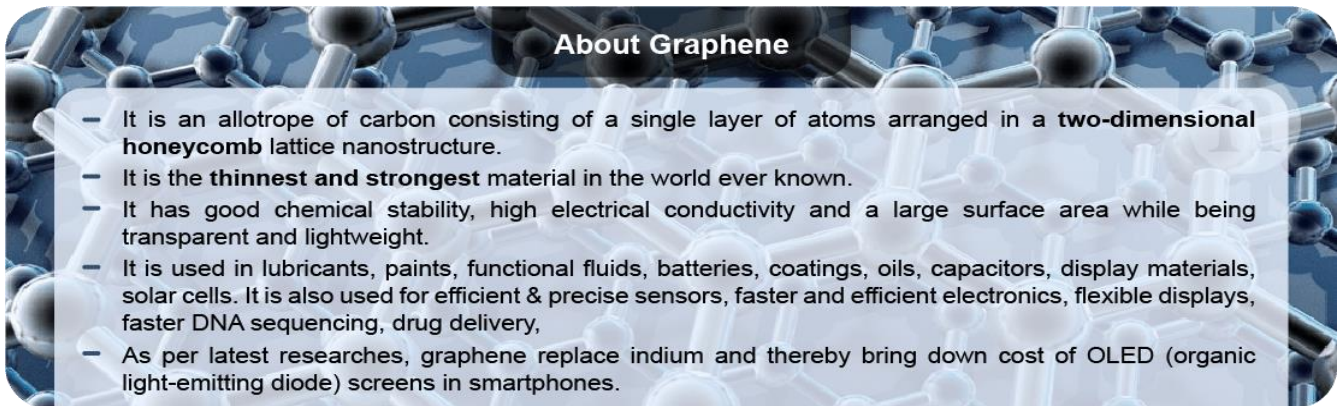 About Graphene
– It is an allotrope of carbon consisting of a single layer of atoms arranged in a two-dimensional
honeycomb lattice nanostructure.
– It is the thinnest and strongest material in the world ever known.
– It has good chemical stability, high electrical conductivity and a large surface area while being
transparent and lightweight.
– It is used in lubricants, paints, functional fluids, batteries, coatings, oils, capacitors, display materials,
solar cells. It is also used for efficient & precise sensors, faster and efficient electronics, flexible displays,
faster DNA sequencing, drug delivery,
– As per latest researches, graphene replace indium and thereby bring down cost of OLED (organic
light-emitting diode) screens in smartphones.